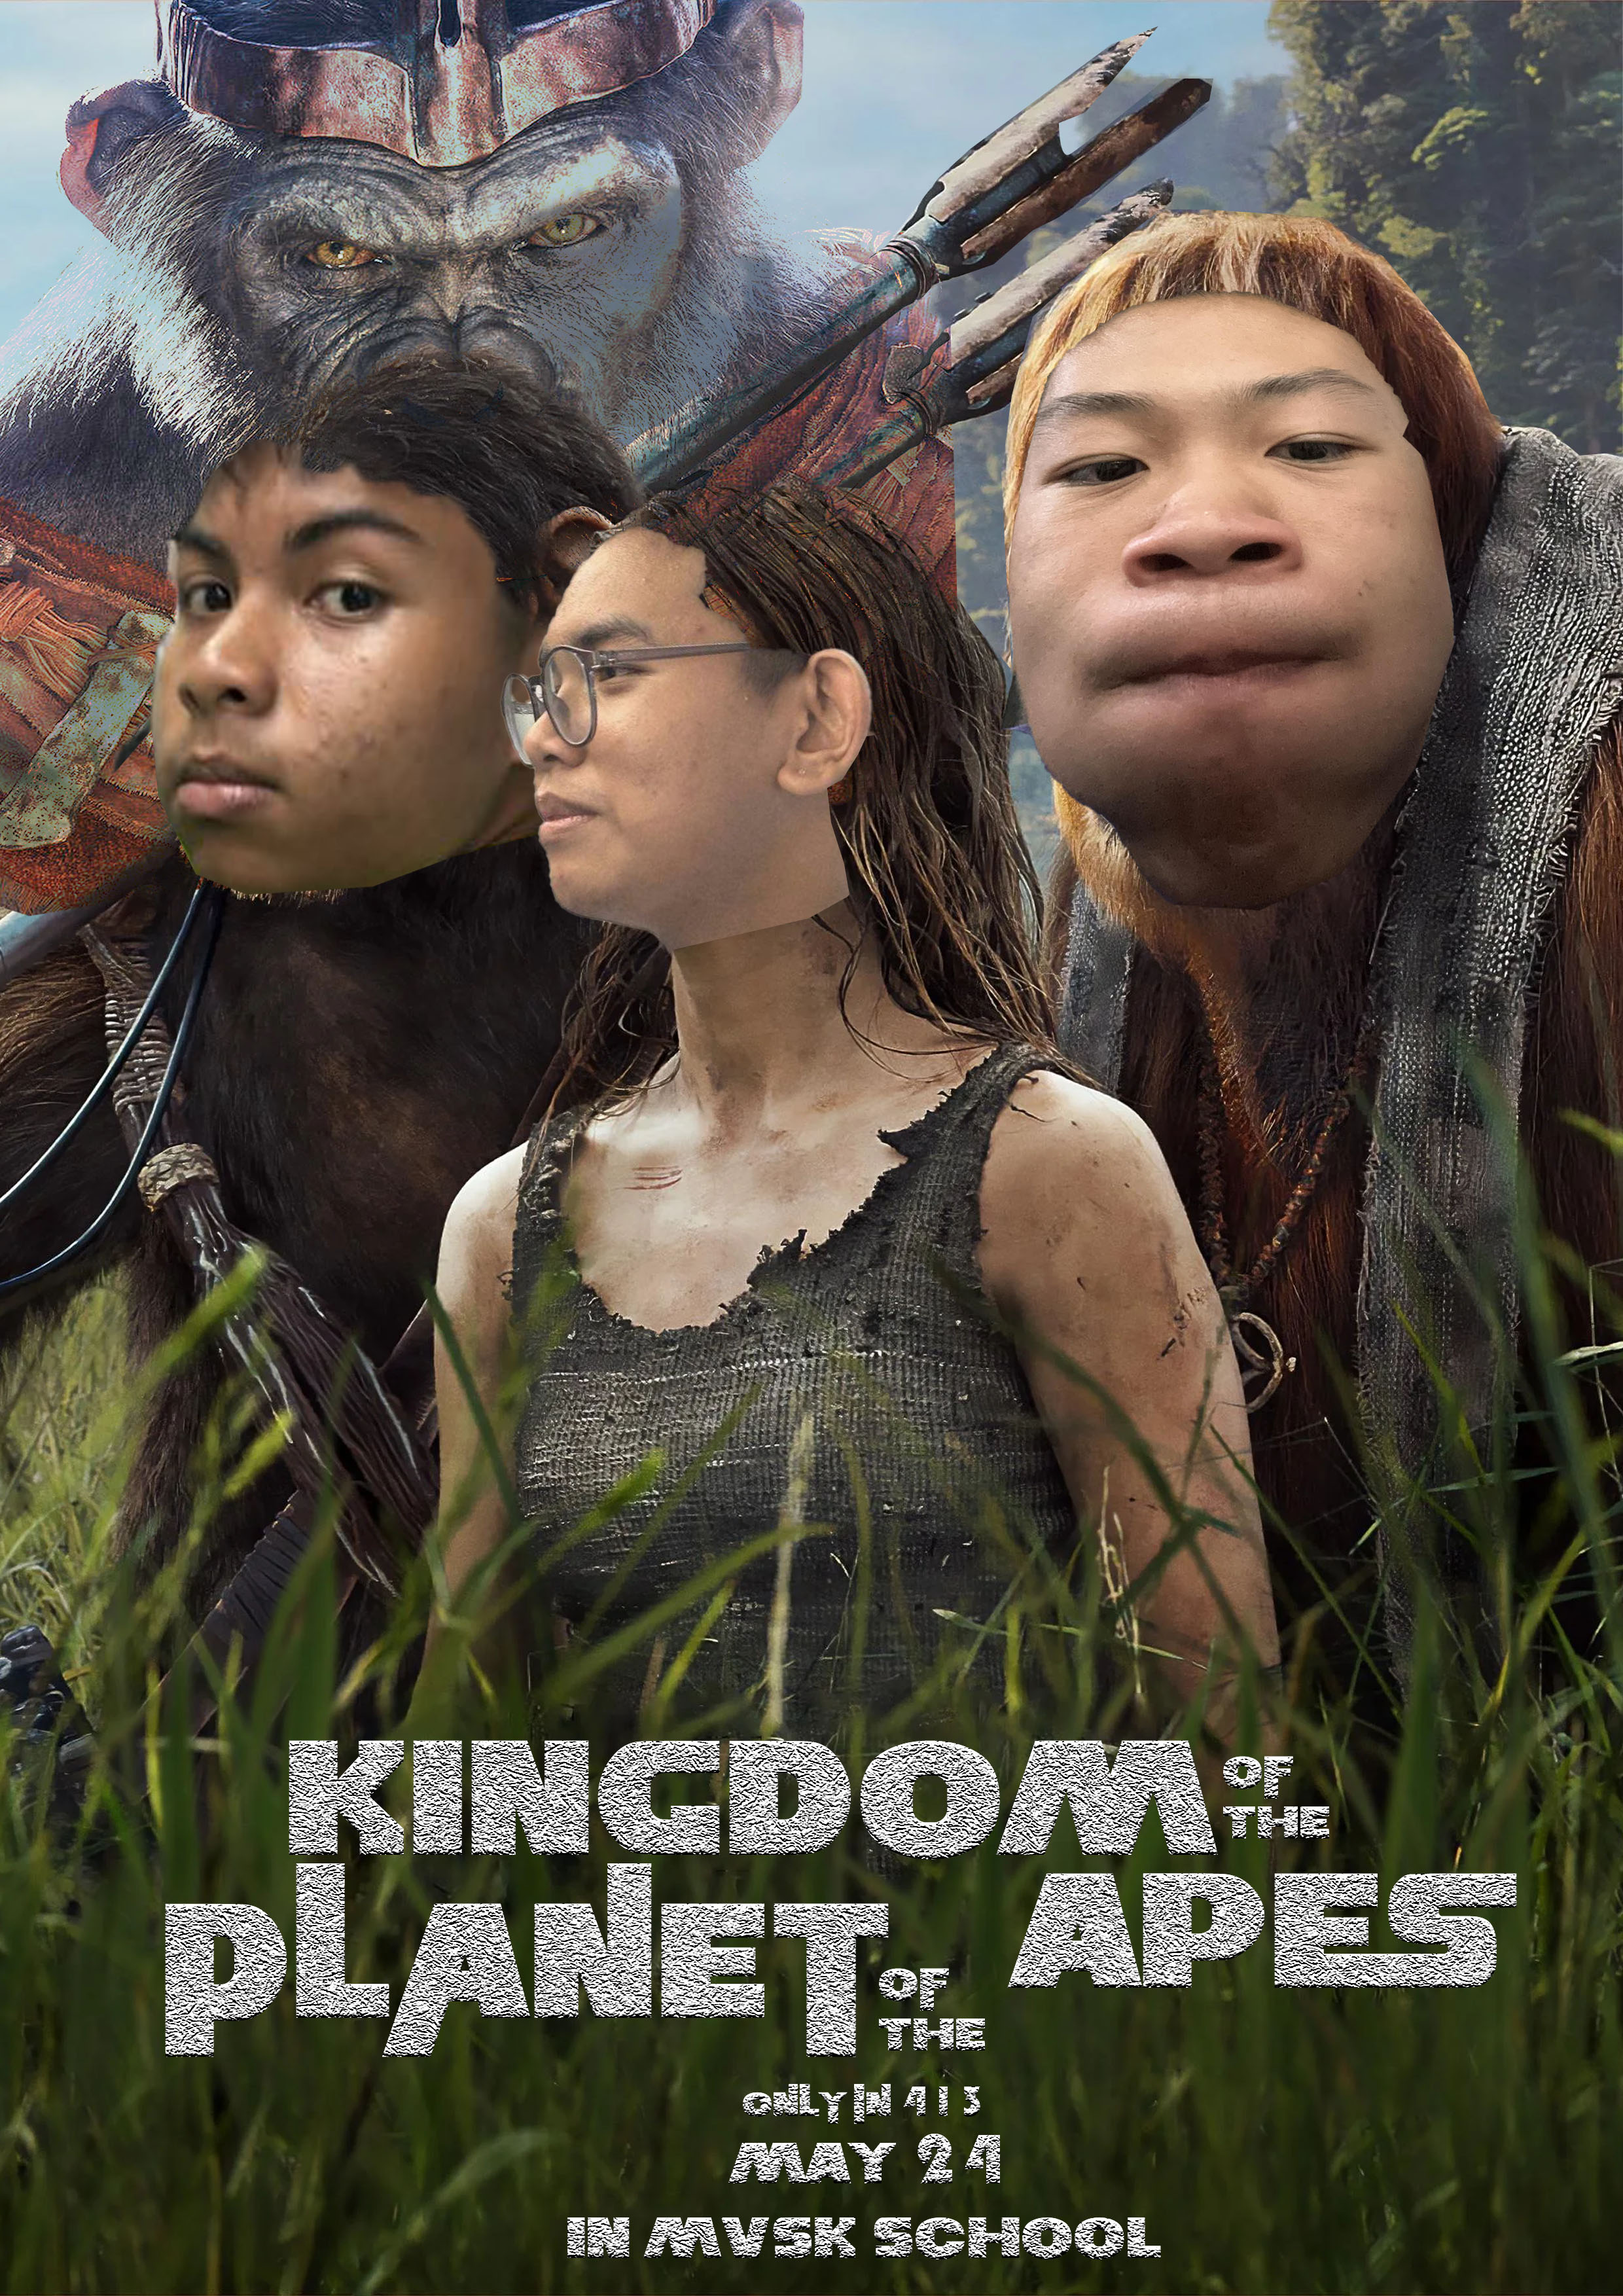 KINGDOM OF THE
PLANET OF THE APES
ONLY IN 413
MAY 24
IN MVSK SCHOOL